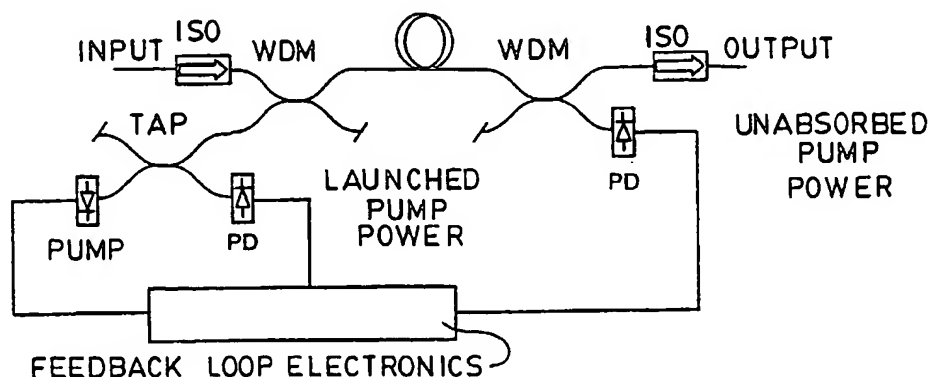 INPUT
ISO
WDM
WDM
ISO
OUTPUT
TAP
UNABSORBED
PUMP
POWER
LAUNCHED
PUMP
POWER
PD
PUMP
PD
FEEDBACK LOOP ELECTRONICS